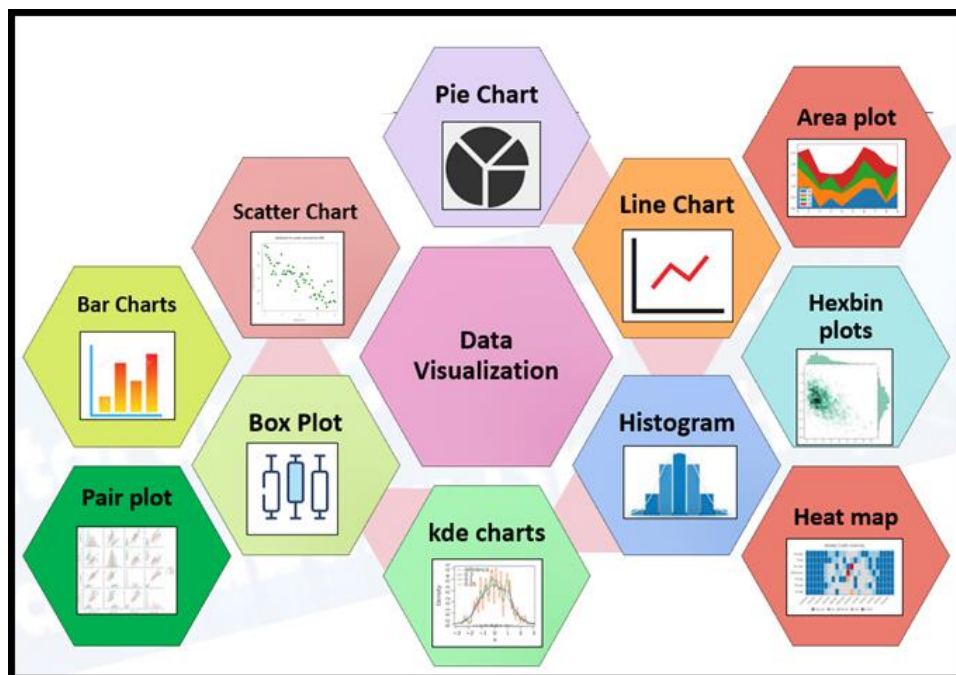 Pie Chart
Area plot
Scatter Chart
Line Chart
Bar Charts
Data
Visualization
Hexbin
plots
Box Plot
Histogram
Pair plot
kde charts
Heat map